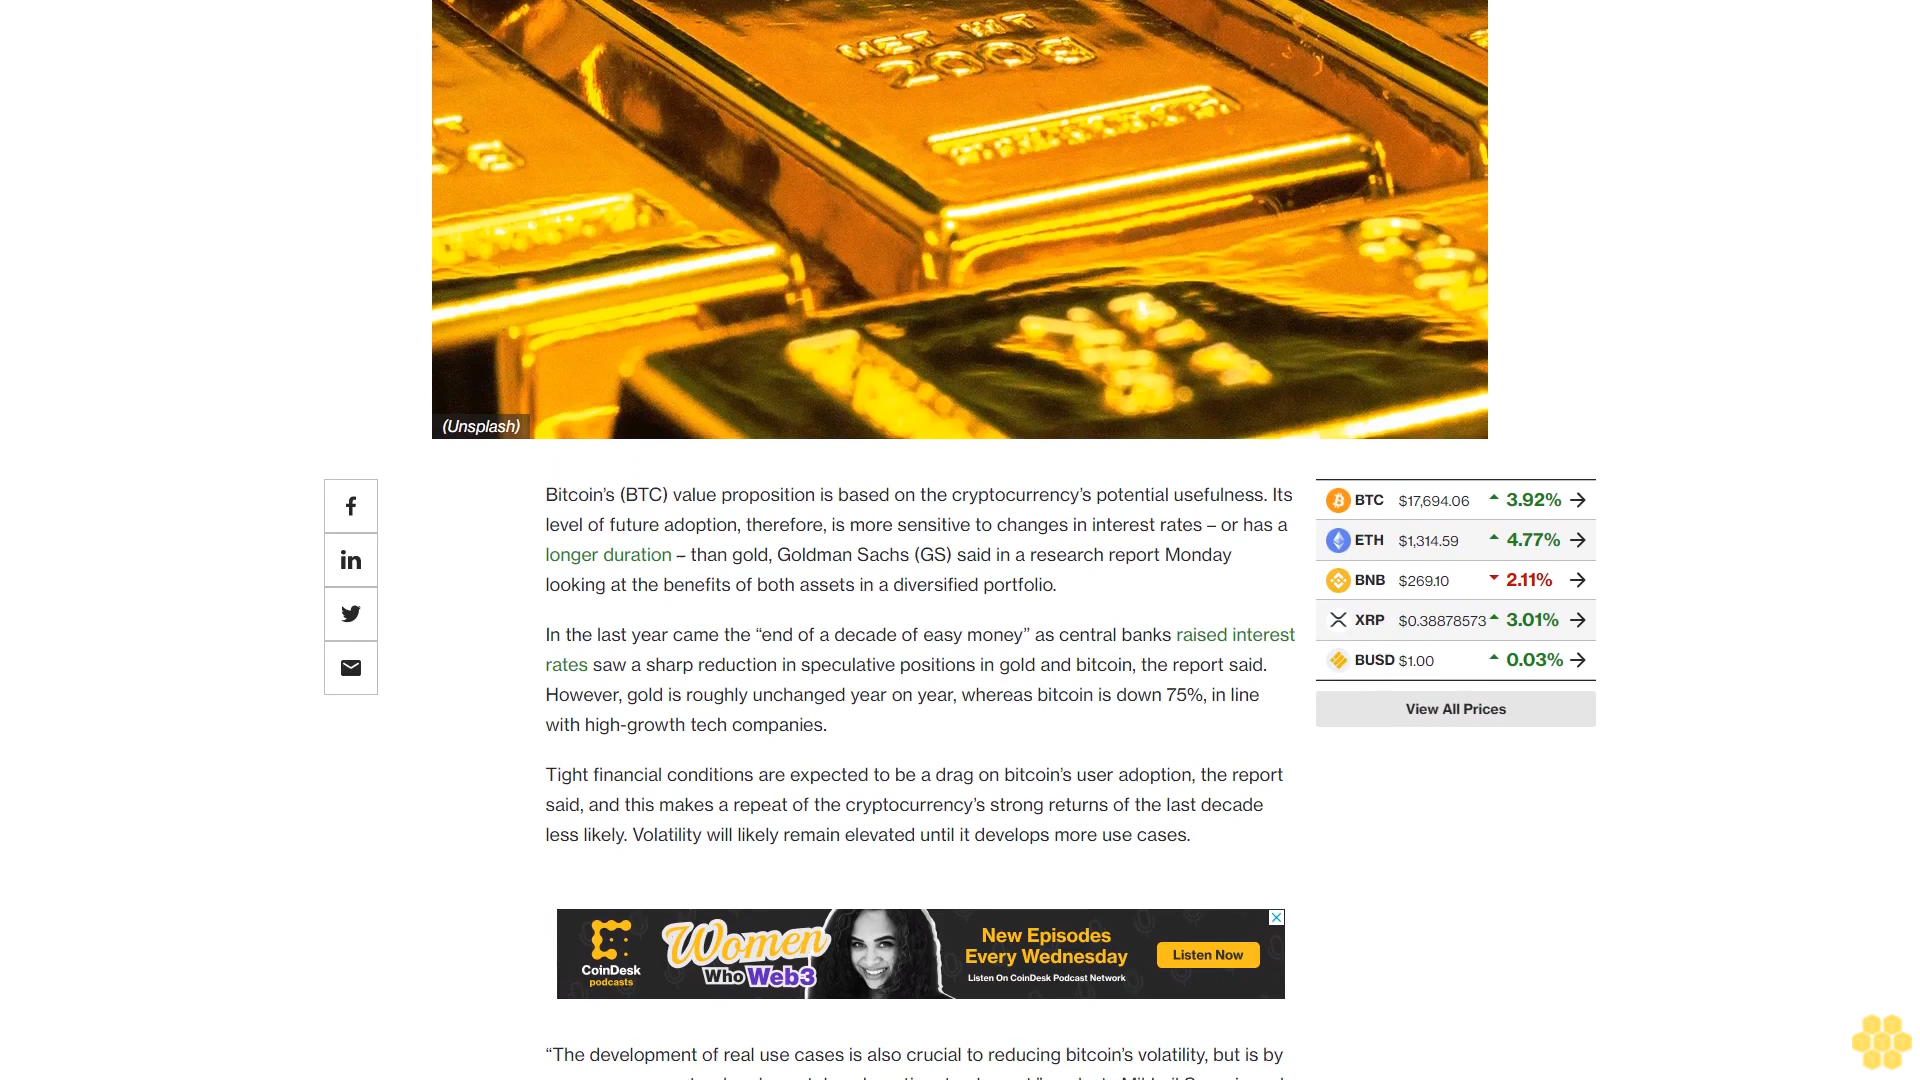 NET WT
200g
(Unsplash)
Bitcoin’s (BTC) value proposition is based on the cryptocurrency’s potential usefulness. Its
level of future adoption, therefore, is more sensitive to changes in interest rates – or has a
longer duration – than gold, Goldman Sachs (GS) said in a research report Monday
looking at the benefits of both assets in a diversified portfolio.
In the last year came the “end of a decade of easy money” as central banks raised interest
rates saw a sharp reduction in speculative positions in gold and bitcoin, the report said.
However, gold is roughly unchanged year on year, whereas bitcoin is down 75%, in line
with high-growth tech companies.
Tight financial conditions are expected to be a drag on bitcoin’s user adoption, the report
said, and this makes a repeat of the cryptocurrency’s strong returns of the last decade
less likely. Volatility will likely remain elevated until it develops more use cases.
CoinDesk
podcasts
Women
Who Web3
New Episodes
Every Wednesday
Listen On CoinDesk Podcast Network
Listen Now
“The development of real use cases is also crucial to reducing bitcoin’s volatility, but is by
BTC $17,694.06 3.92%
ETH $1,314.59 4.77%
BNB $269.10 2.11%
XRP $0.38878573 3.01%
BUSD $1.00 0.03%
View All Prices